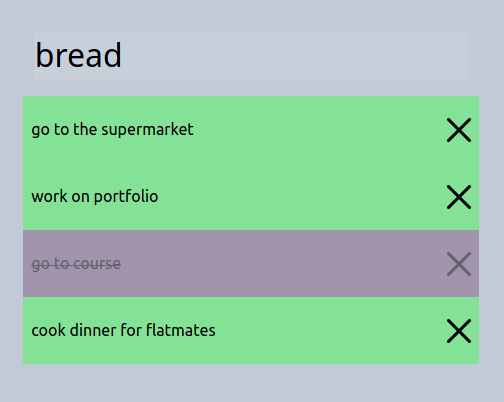 bread
go to the supermarket
work on portfolio
go to course
cook dinner for flatmates